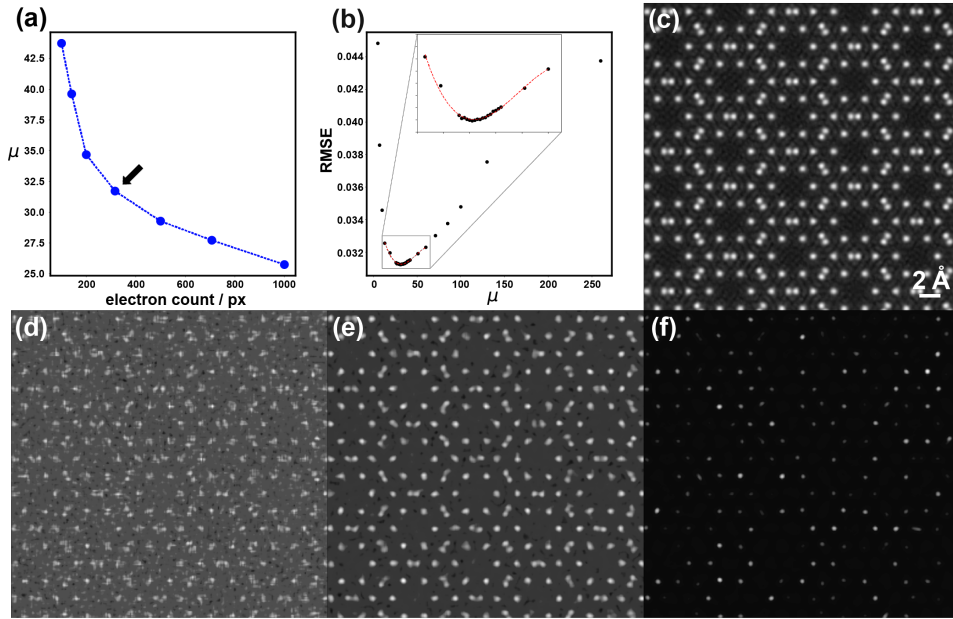 (a)
42.5
40.0
37.5
35.0
μ
32.5
30.0
27.5
25.0
200 400 600 800 1000
electron count / px
(b)
0.044
0.042
0.040
RMSE
0.038
0.036
0.034
0.032
0 50 100 150 200 250
μ
(c)
2 Å
(d)
(e)
(f)